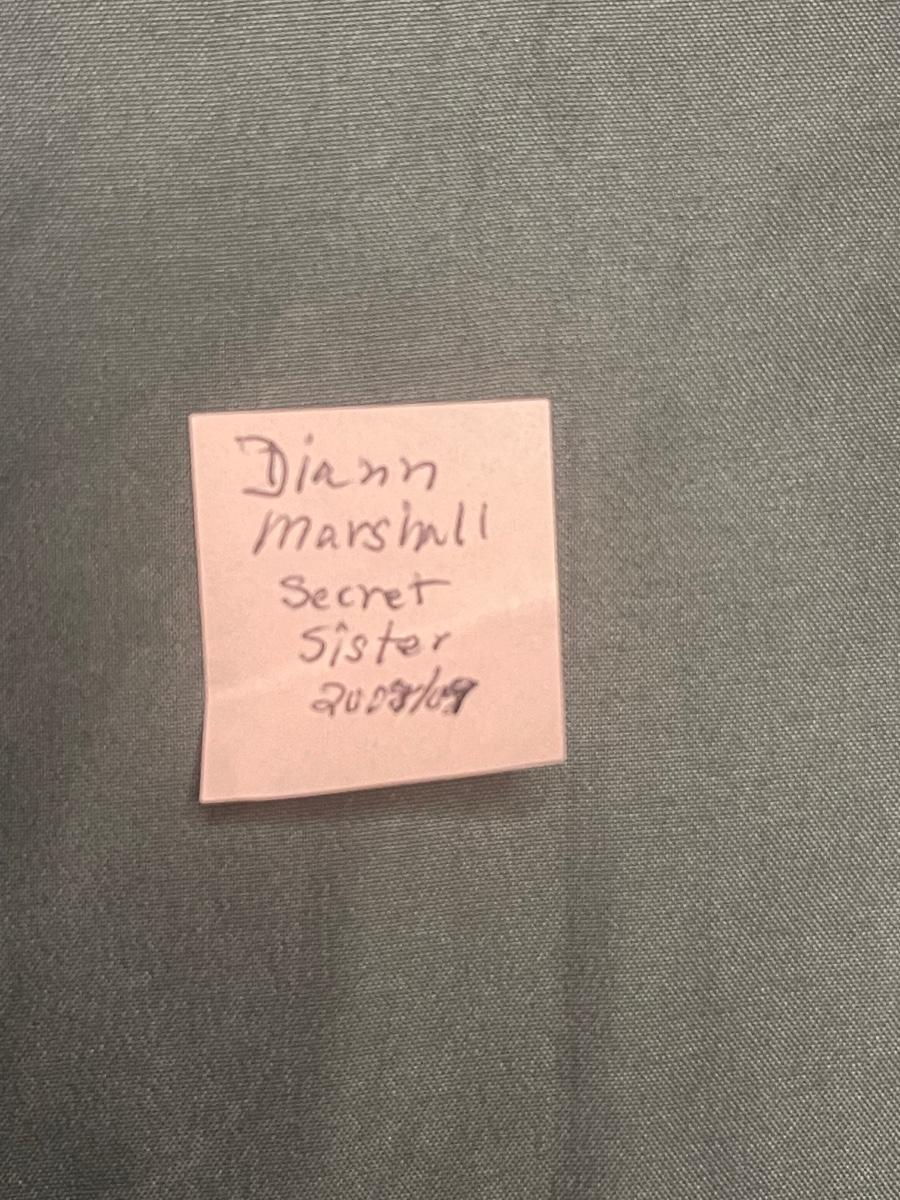 Diann
Marshall
Secret
Sister
2008/09